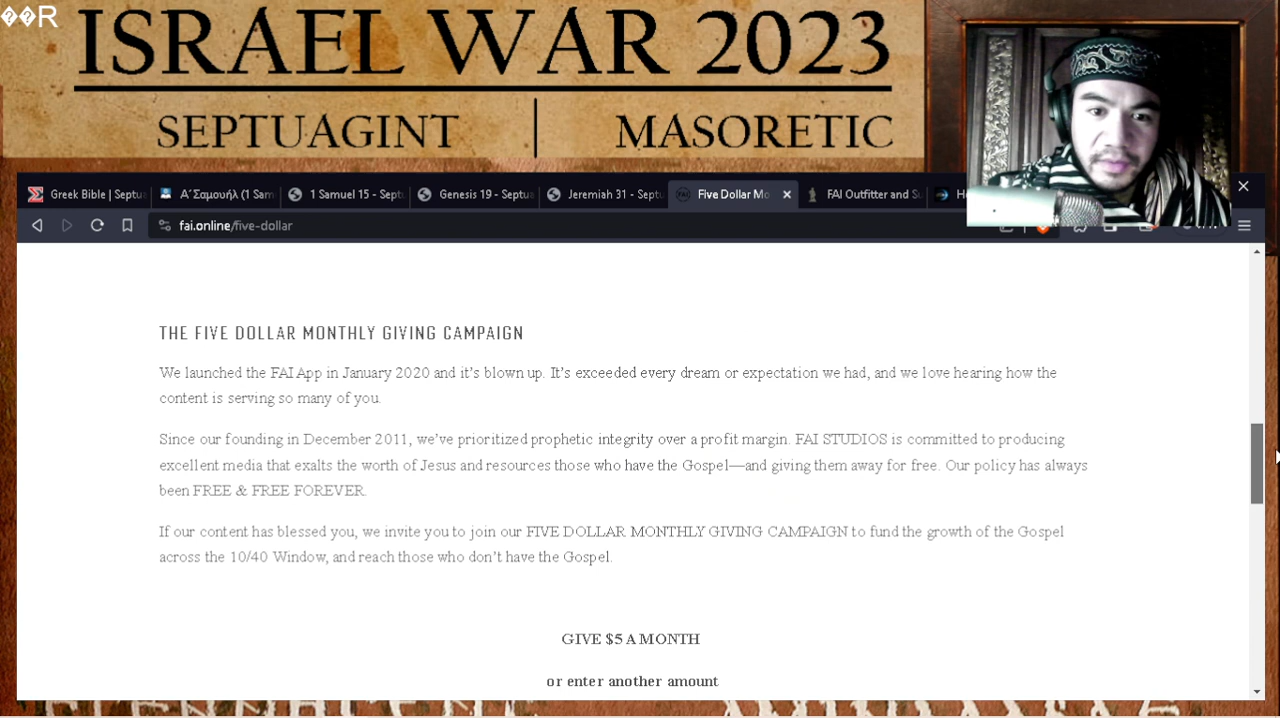 R
ISRAEL WAR 2023
SEPTUAGINT | MASORETIC
Greek Bible | Septu
Α΄Σαμουήλ (1 Sam
1 Samuel 15 - Sept
Genesis 19 - Septua
Jeremiah 31 - Sept
Five Dollar Mo
FAI Outfitter and Su
fai.online/five-dollar
THE FIVE DOLLAR MONTHLY GIVING CAMPAIGN
We launched the FAI App in January 2020 and it’s blown up. It’s exceeded every dream or expectation we had, and we love hearing how the
content is serving so many of you.
Since our founding in December 2011, we’ve prioritized prophetic integrity over a profit margin. FAI STUDIOS is committed to producing
excellent media that exalts the worth of Jesus and resources those who have the Gospel—and giving them away for free. Our policy has always
been FREE & FREE FOREVER.
If our content has blessed you, we invite you to join our FIVE DOLLAR MONTHLY GIVING CAMPAIGN to fund the growth of the Gospel
across the 10/40 Window, and reach those who don’t have the Gospel.
GIVE $5 A MONTH
or enter another amount